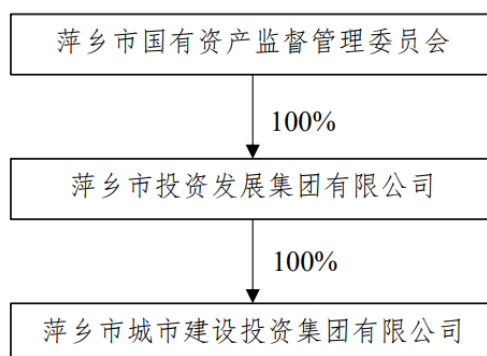 萍乡市国有资产监督管理委员会
100%
萍乡市投资发展集团有限公司
100%
萍乡市城市建设投资集团有限公司